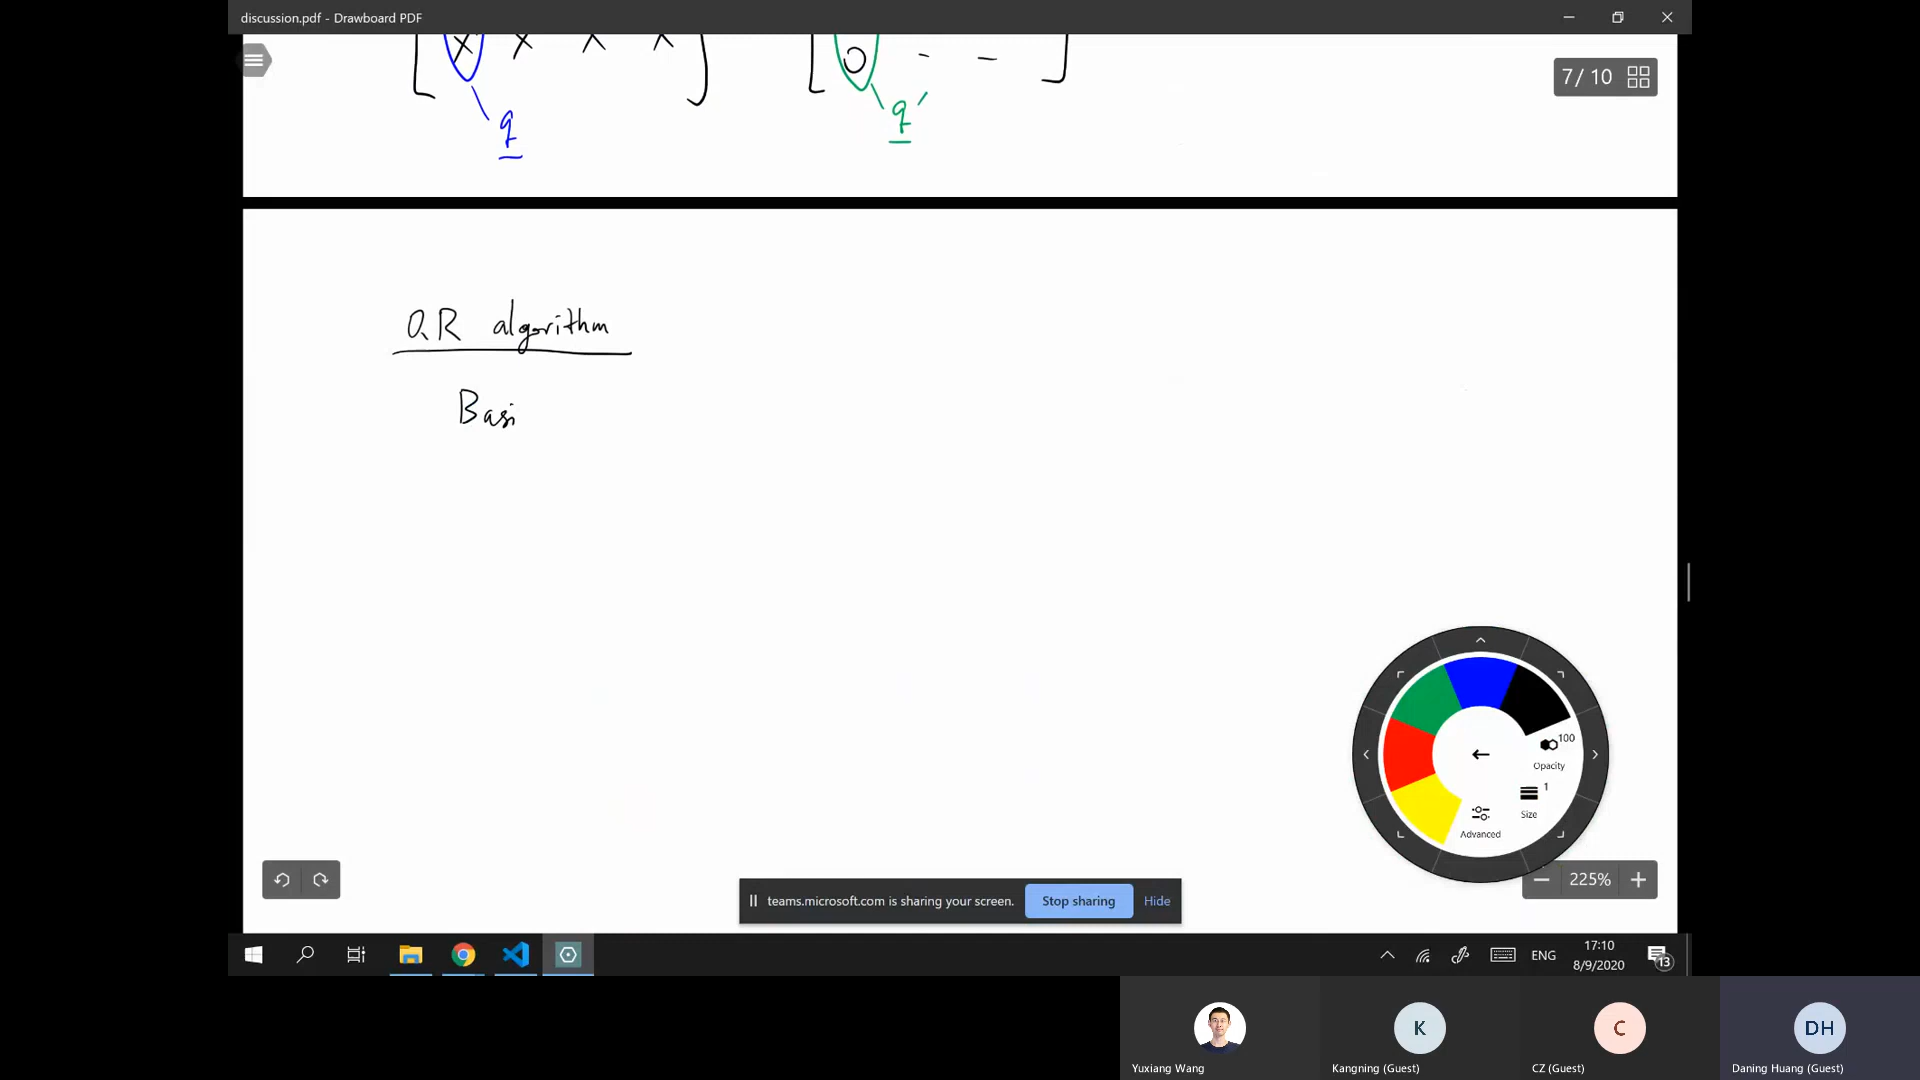 discussion.pdf - Drawboard PDF
x x x x
0 - -
7 / 10
q
q'
QR algorithm
Basi
100
Opacity
1
Size
Advanced
225%
teams.microsoft.com is sharing your screen.
Stop sharing
Hide
ENG
17:10
8/9/2020
13
K
C
DH
Yuxiang Wang
Kangning (Guest)
CZ (Guest)
Daning Huang (Guest)